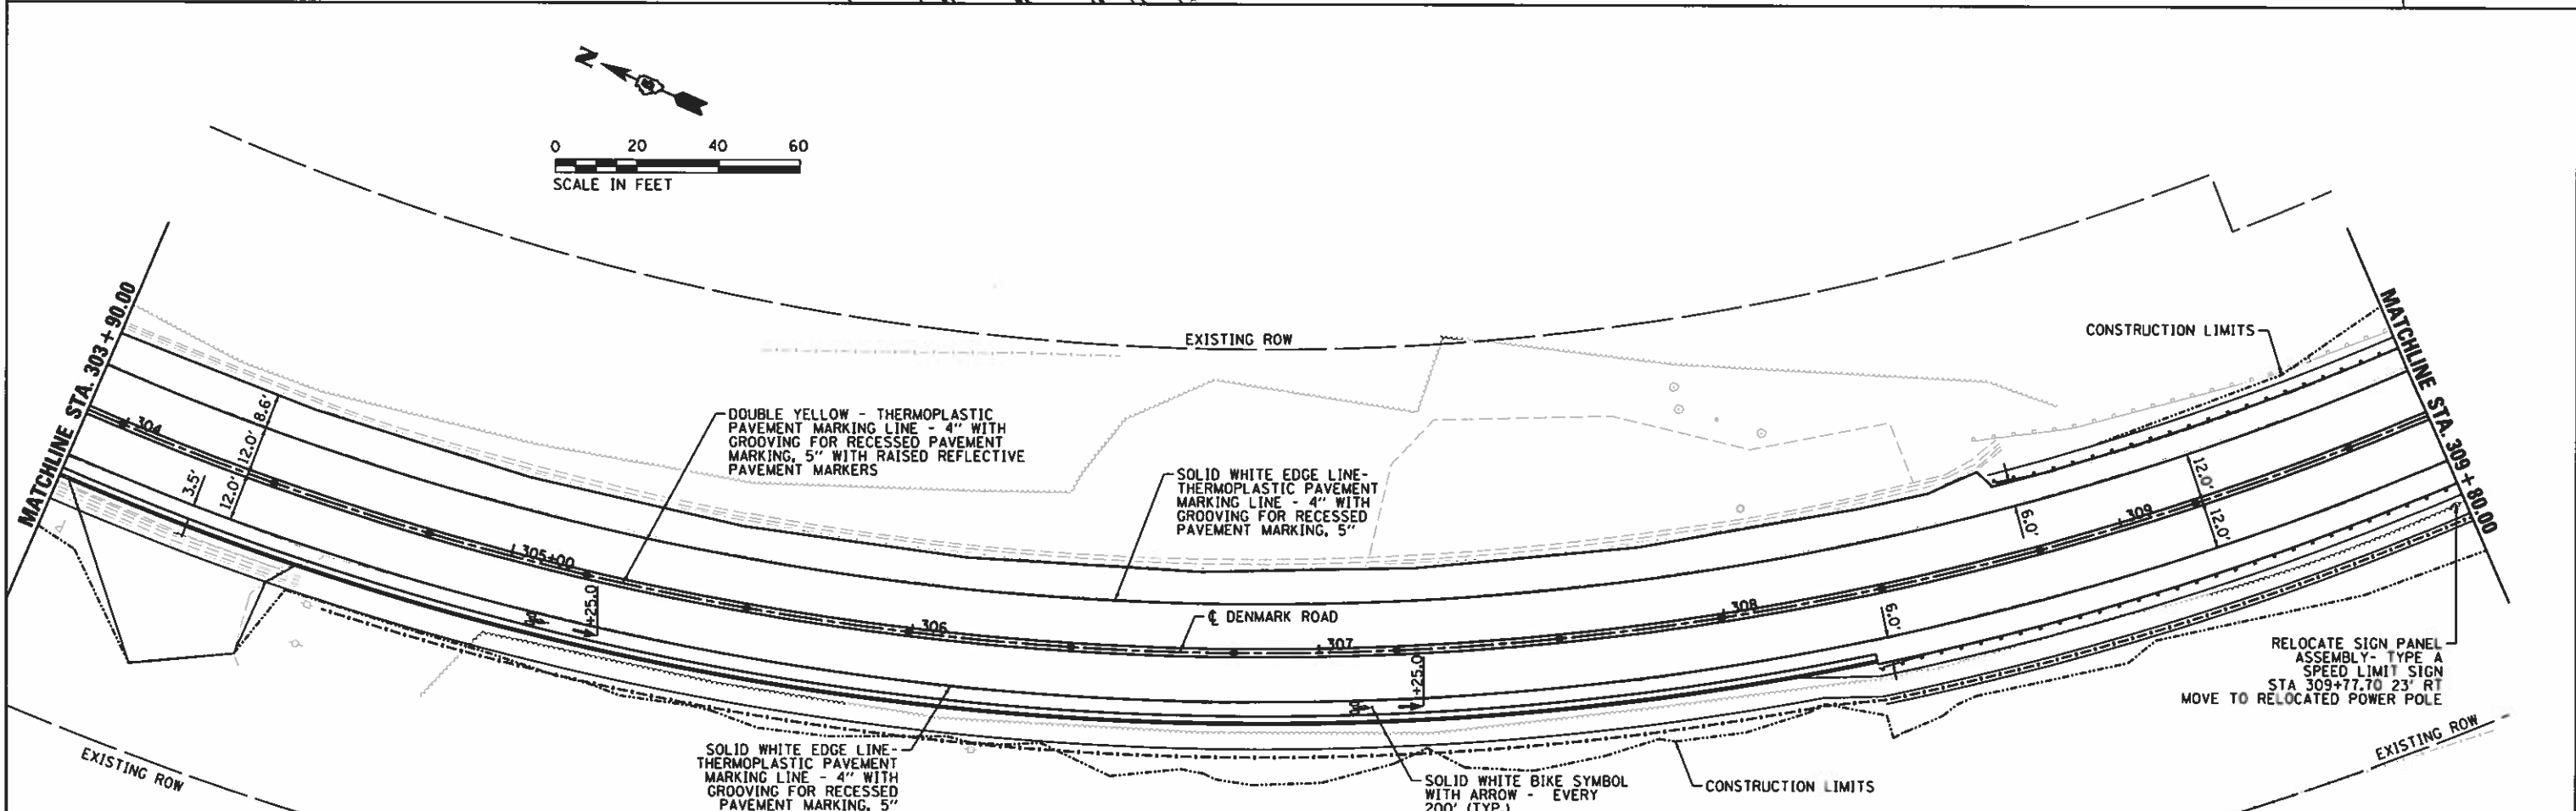 N
0 20 40 60
SCALE IN FEET
MATCHLINE STA. 303 + 90.00
EXISTING ROW
CONSTRUCTION LIMITS
MATCHLINE STA. 309 + 80.00
304
8.6'
12.0'
12.0'
3.5'
DOUBLE YELLOW - THERMOPLASTIC
PAVEMENT MARKING LINE - 4" WITH
GROOVING FOR RECESSED PAVEMENT
MARKING, 5" WITH RAISED REFLECTIVE
PAVEMENT MARKERS
SOLID WHITE EDGE LINE-
THERMOPLASTIC PAVEMENT
MARKING LINE - 4" WITH
GROOVING FOR RECESSED
PAVEMENT MARKING, 5"
12.0'
12.0'
6.0'
309
305+00
+25.0
306
℄ DENMARK ROAD
307
+25.0
308
6.0'
RELOCATE SIGN PANEL
ASSEMBLY- TYPE A
SPEED LIMIT SIGN
STA 309+77.70 23' RT
MOVE TO RELOCATED POWER POLE
EXISTING ROW
SOLID WHITE EDGE LINE-
THERMOPLASTIC PAVEMENT
MARKING LINE - 4" WITH
GROOVING FOR RECESSED
PAVEMENT MARKING, 5"
SOLID WHITE BIKE SYMBOL
WITH ARROW - EVERY
200' (TYP.)
CONSTRUCTION LIMITS
EXISTING ROW